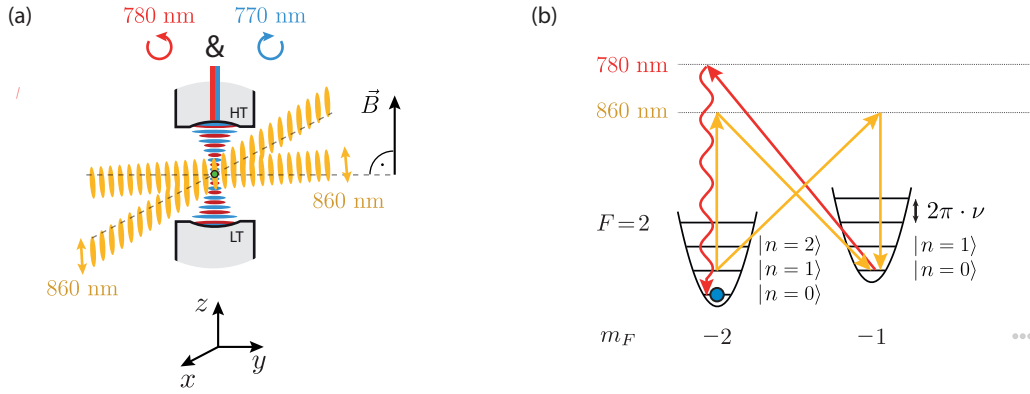 (a)
780 nm
770 nm
&
HT
B⃗
860 nm
LT
860 nm
z
y
x
(b)
780 nm
860 nm
F=2
2π · ν
|n = 2⟩
|n = 1⟩
|n = 0⟩
|n = 1⟩
|n = 0⟩
m_F
−2
−1
•••